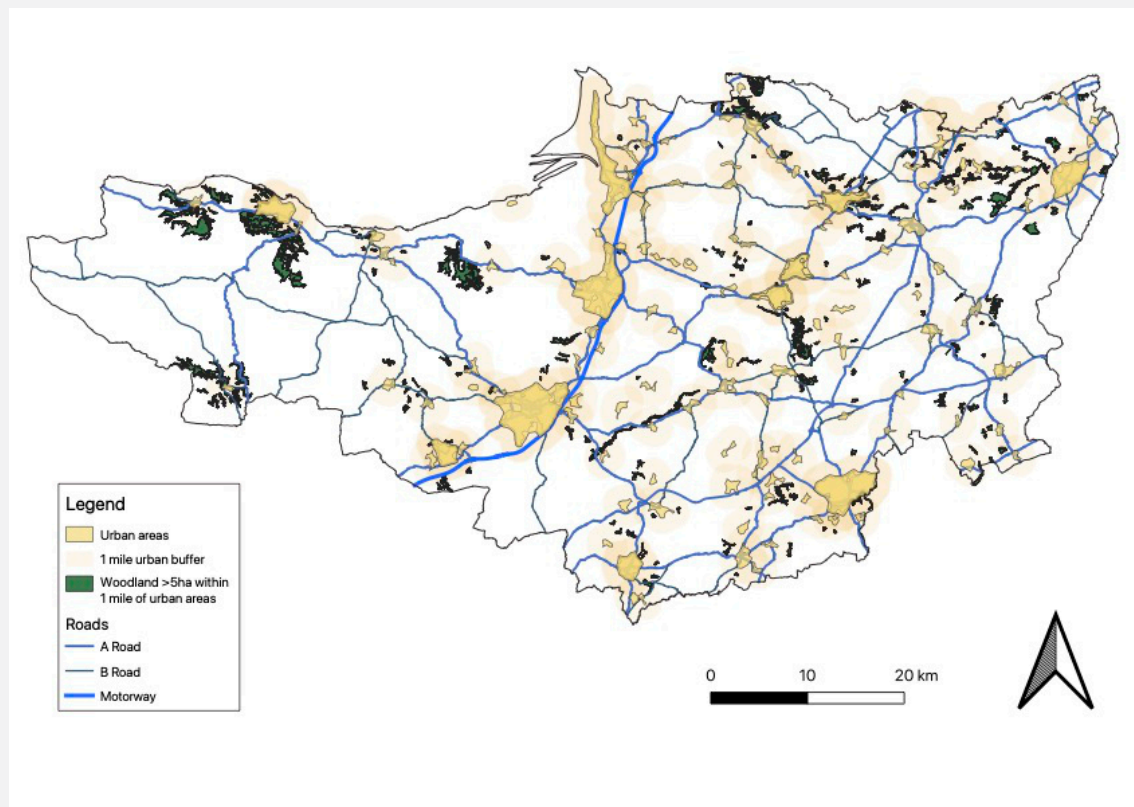 Legend
Urban areas
1 mile urban buffer
Woodland >5ha within
1 mile of urban areas
Roads
A Road
B Road
Motorway
0 10 20 km